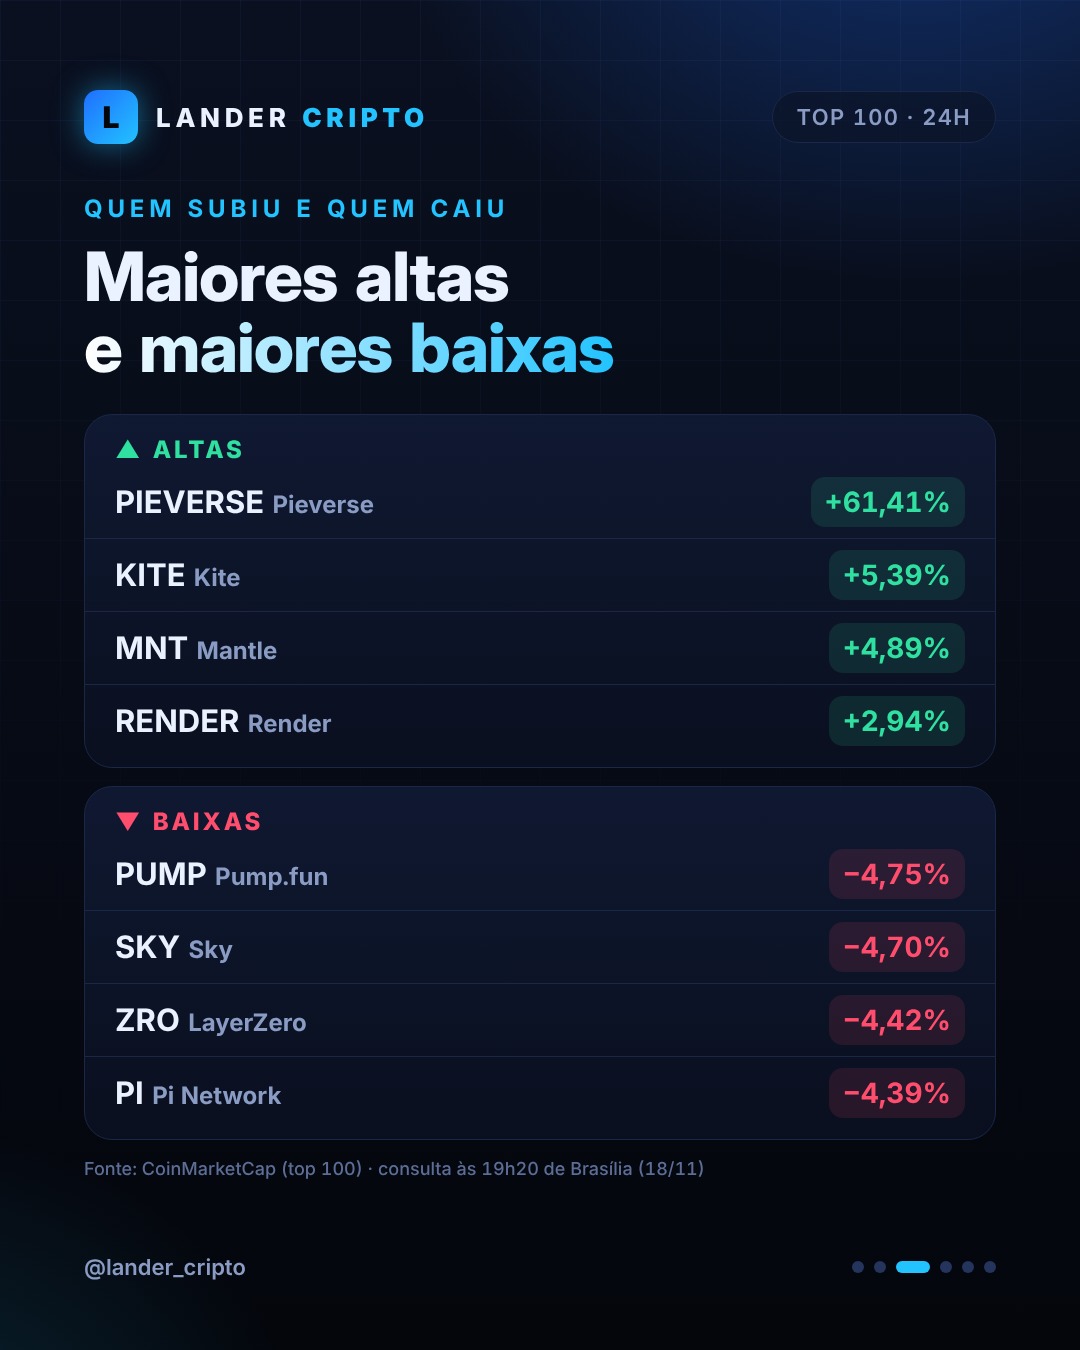 L LANDER CRIPTO
TOP 100 · 24H
QUEM SUBIU E QUEM CAIU
Maiores altas
e maiores baixas
▲ ALTAS
PIEVERSE Pieverse +61,41%
KITE Kite +5,39%
MNT Mantle +4,89%
RENDER Render +2,94%
▼ BAIXAS
PUMP Pump.fun −4,75%
SKY Sky −4,70%
ZRO LayerZero −4,42%
PI Pi Network −4,39%
Fonte: CoinMarketCap (top 100) · consulta às 19h20 de Brasília (18/11)
@lander_cripto